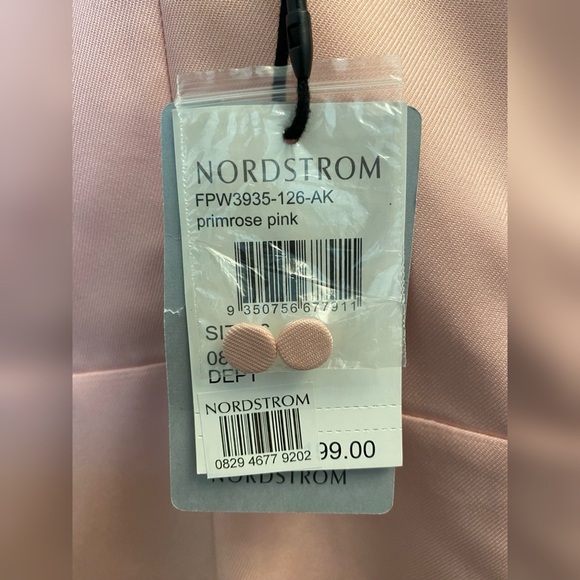 NORDSTROM
FPW3935-126-AK
primrose pink
9 350756 677911
DEPT
NORDSTROM
0829 4677 9202
99.00
NORDSTROM